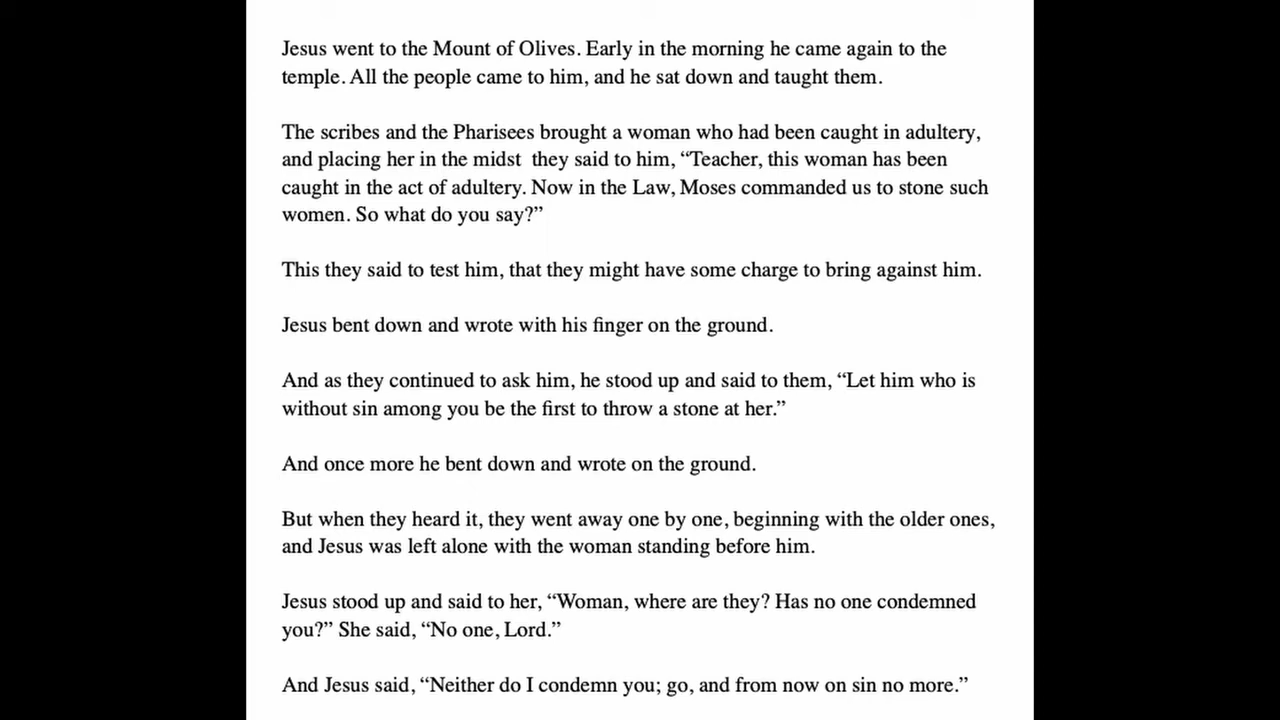 Jesus went to the Mount of Olives. Early in the morning he came again to the
temple. All the people came to him, and he sat down and taught them.
The scribes and the Pharisees brought a woman who had been caught in adultery,
and placing her in the midst  they said to him, “Teacher, this woman has been
caught in the act of adultery. Now in the Law, Moses commanded us to stone such
women. So what do you say?”
This they said to test him, that they might have some charge to bring against him.
Jesus bent down and wrote with his finger on the ground.
And as they continued to ask him, he stood up and said to them, “Let him who is
without sin among you be the first to throw a stone at her.”
And once more he bent down and wrote on the ground.
But when they heard it, they went away one by one, beginning with the older ones,
and Jesus was left alone with the woman standing before him.
Jesus stood up and said to her, “Woman, where are they? Has no one condemned
you?” She said, “No one, Lord.”
And Jesus said, “Neither do I condemn you; go, and from now on sin no more.”